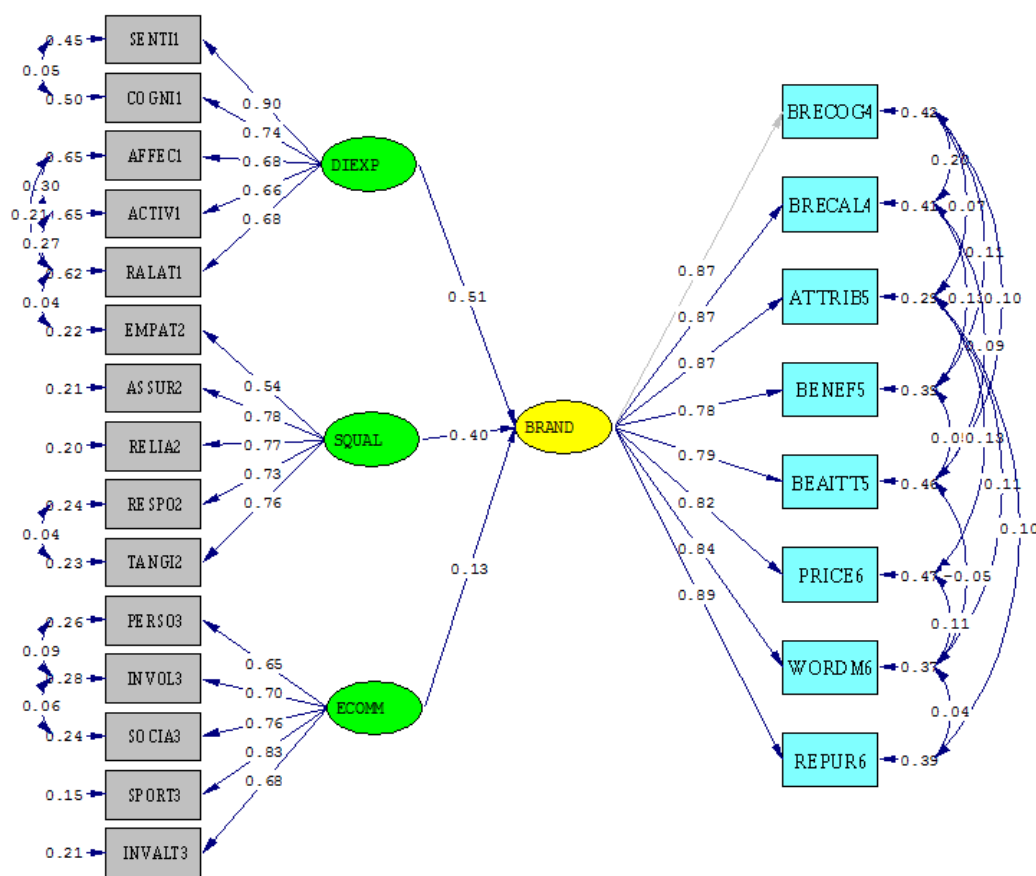 0.45 SENTI1
0.05
0.50 COGNI1
0.65 AFFEC1
0.30
0.21 0.65 ACTIV1
0.27
0.62 RALAT1
0.04
0.22 EMPAT2
0.21 ASSUR2
0.20 RELIA2
0.24 RESPO2
0.04
0.23 TANGI2
0.26 PERSO3
0.09
0.28 INVOL3
0.06
0.24 SOCIA3
0.15 SPORT3
0.21 INVALT3
0.90
0.74
0.68
0.66
0.68
DIEXP
0.54
0.78
0.77
0.73
0.76
SQUAL
0.65
0.70
0.76
0.83
0.68
ECOMM
0.51
0.40
0.13
BRAND
0.87
0.87
0.87
0.78
0.79
0.82
0.84
0.89
BRECOG4 0.42
BRECAL4 0.41 0.07
0.11
ATTRIB5 0.29 0.10
0.09
BENEF5 0.39
0.13
BEAITT5 0.46
0.11
0.10
PRICE6 0.47 -0.05
0.11
WORDM6 0.37
0.04
REPUR6 0.39